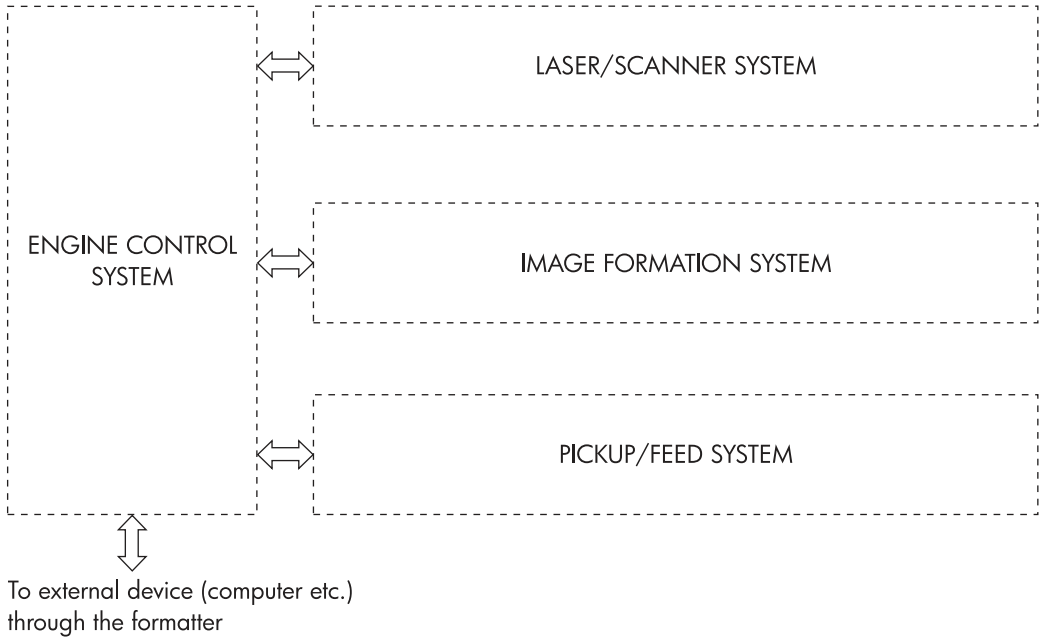 LASER/SCANNER SYSTEM
ENGINE CONTROL
SYSTEM
IMAGE FORMATION SYSTEM
PICKUP/FEED SYSTEM
To external device (computer etc.)
through the formatter